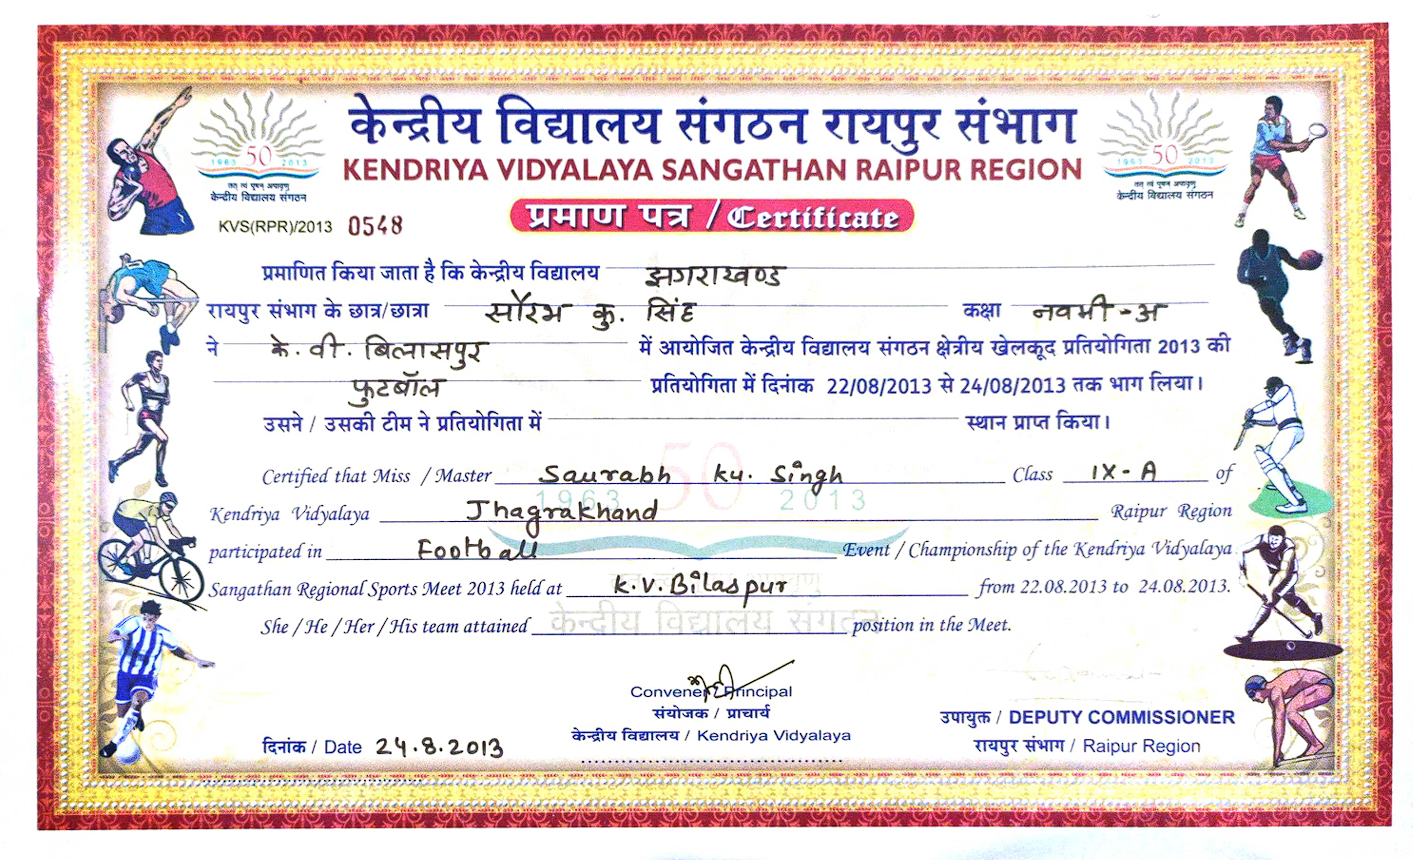 केन्द्रीय विद्यालय संगठन रायपुर संभाग
KENDRIYA VIDYALAYA SANGATHAN RAIPUR REGION
1963 50 2013
तत् त्वं पूषन् अपावृणु
केन्द्रीय विद्यालय संगठन
1963 50 2013
तत् त्वं पूषन् अपावृणु
केन्द्रीय विद्यालय संगठन
प्रमाण पत्र / Certificate
KVS(RPR)/2013 0548
प्रमाणित किया जाता है कि केन्द्रीय विद्यालय झगराखण्ड
रायपुर संभाग के छात्र/छात्रा सौरभ कु. सिंह कक्षा नवमी - अ
ने के. वी. बिलासपुर में आयोजित केन्द्रीय विद्यालय संगठन क्षेत्रीय खेलकूद प्रतियोगिता 2013 की
फुटबॉल प्रतियोगिता में दिनांक 22/08/2013 से 24/08/2013 तक भाग लिया।
उसने / उसकी टीम ने प्रतियोगिता में स्थान प्राप्त किया।
50
Certified that Miss / Master Saurabh Ku. Singh Class IX - A of
1963 2013
Kendriya Vidyalaya Jhagrakhand Raipur Region
participated in Football Event / Championship of the Kendriya Vidyalaya
Sangathan Regional Sports Meet 2013 held at K.V. Bilaspur from 22.08.2013 to 24.08.2013.
केन्द्रीय विद्यालय संगठन
She / He / Her / His team attained position in the Meet.
Convener Principal
संयोजक / प्राचार्य
केन्द्रीय विद्यालय / Kendriya Vidyalaya
उपायुक्त / DEPUTY COMMISSIONER
रायपुर संभाग / Raipur Region
दिनांक / Date 24.8.2013